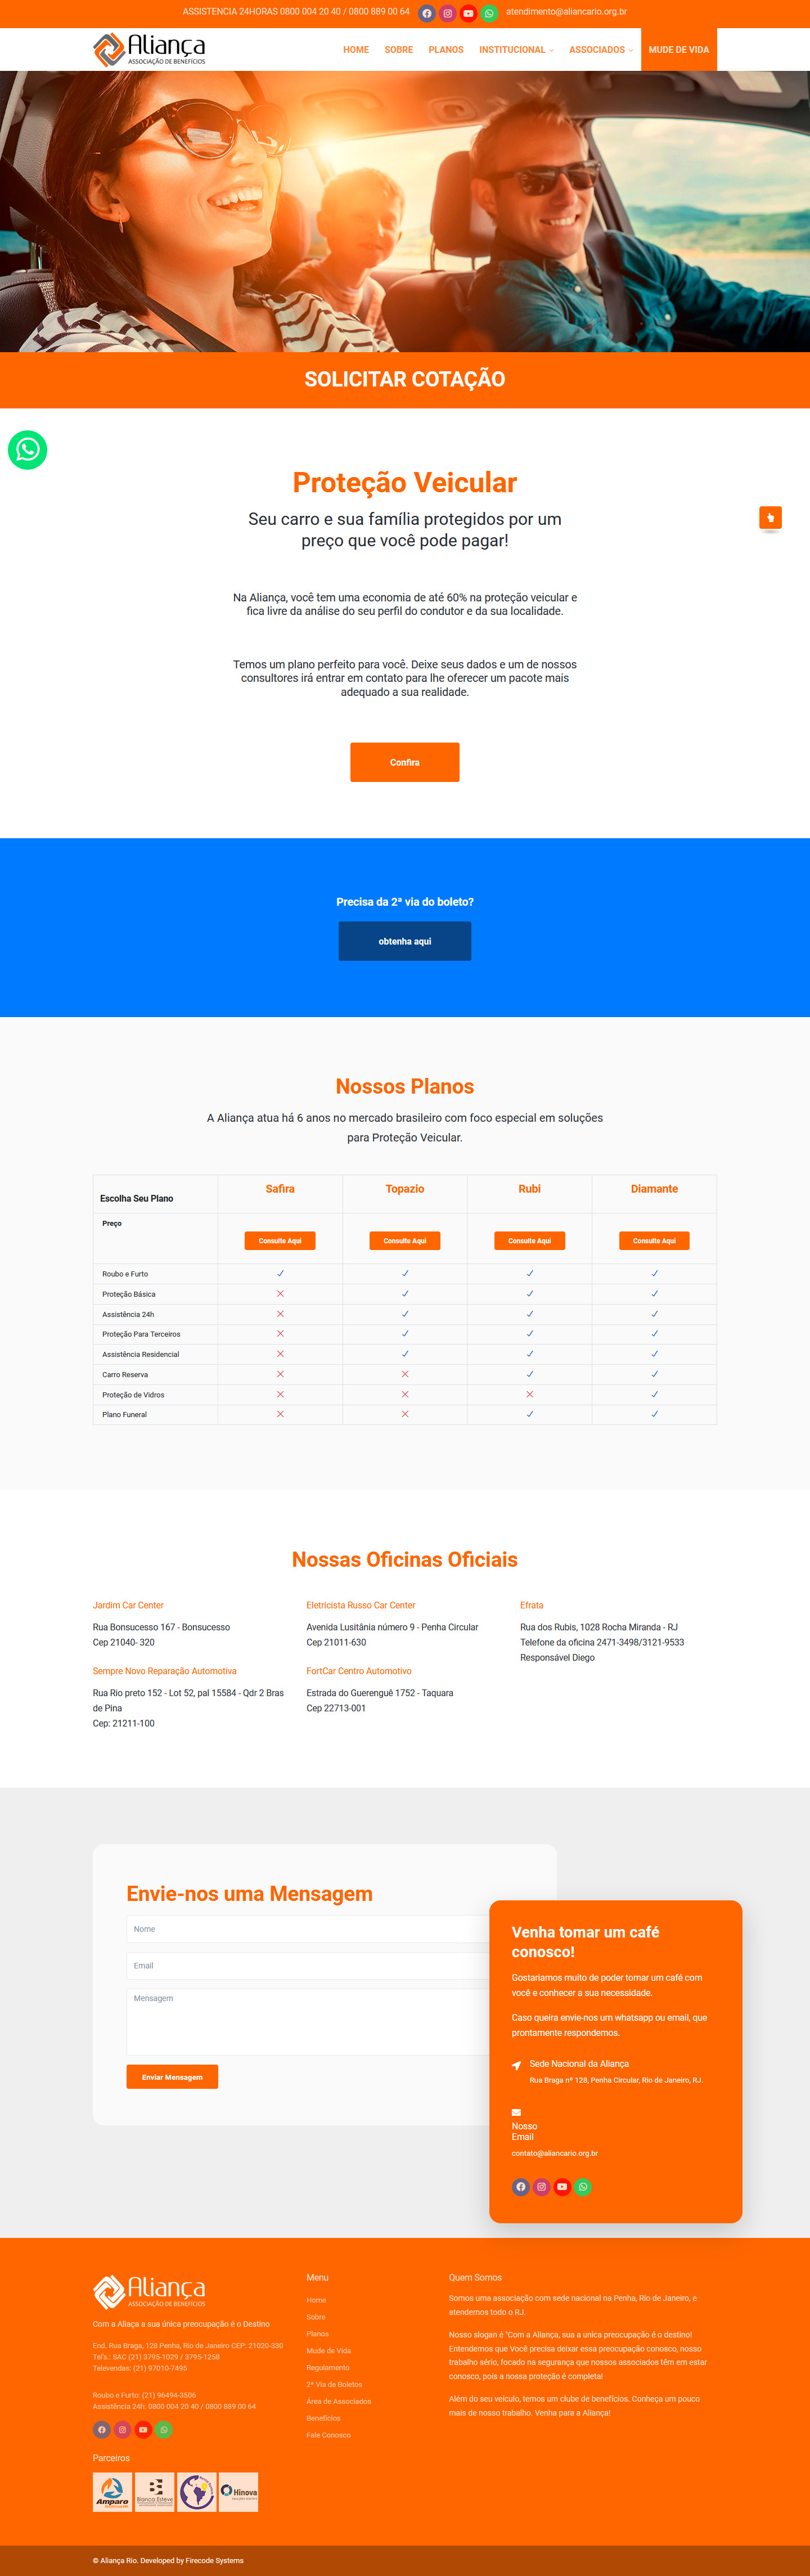 ASSISTENCIA 24HORAS 0800 004 20 40 / 0800 889 00 64
atendimento@aliancario.org.br
Aliança
ASSOCIAÇÃO DE BENEFÍCIOS
HOME SOBRE PLANOS INSTITUCIONAL ASSOCIADOS MUDE DE VIDA
SOLICITAR COTAÇÃO
Proteção Veicular
Seu carro e sua família protegidos por um
preço que você pode pagar!
Na Aliança, você tem uma economia de até 60% na proteção veicular e
fica livre da análise do seu perfil do condutor e da sua localidade.
Temos um plano perfeito para você. Deixe seus dados e um de nossos
consultores irá entrar em contato para lhe oferecer um pacote mais
adequado a sua realidade.
Confira
Precisa da 2ª via do boleto?
obtenha aqui
Nossos Planos
A Aliança atua há 6 anos no mercado brasileiro com foco especial em soluções
para Proteção Veicular.
Escolha Seu Plano Safira Topazio Rubi Diamante
Preço Consulte Aqui Consulte Aqui Consulte Aqui Consulte Aqui
Roubo e Furto
Proteção Básica
Assistência 24h
Proteção Para Terceiros
Assistência Residencial
Carro Reserva
Proteção de Vidros
Plano Funeral
Nossas Oficinas Oficiais
Jardim Car Center
Rua Bonsucesso 167 - Bonsucesso
Cep 21040- 320
Eletricista Russo Car Center
Avenida Lusitânia número 9 - Penha Circular
Cep 21011-630
Efrata
Rua dos Rubis, 1028 Rocha Miranda - RJ
Telefone da oficina 2471-3498/3121-9533
Responsável Diego
Sempre Novo Reparação Automotiva
Rua Rio preto 152 - Lot 52, pal 15584 - Qdr 2 Bras
de Pina
Cep: 21211-100
FortCar Centro Automotivo
Estrada do Guerenguê 1752 - Taquara
Cep 22713-001
Envie-nos uma Mensagem
Nome
Email
Mensagem
Enviar Mensagem
Venha tomar um café
conosco!
Gostaríamos muito de poder tomar um café com
você e conhecer a sua necessidade.
Caso queira envie-nos um whatsapp ou email, que
prontamente respondemos.
Sede Nacional da Aliança
Rua Braga nº 128, Penha Circular, Rio de Janeiro, RJ.
Nosso
Email
contato@aliancario.org.br
Aliança
ASSOCIAÇÃO DE BENEFÍCIOS
Com a Aliaça a sua única preocupação é o Destino
End. Rua Braga, 128 Penha, Rio de Janeiro CEP: 21020-330
Tel's.: SAC (21) 3795-1029 / 3795-1258
Televendas: (21) 97010-7495
Roubo e Furto: (21) 96494-3506
Assistência 24h: 0800 004 20 40 / 0800 889 00 64
Parceiros
Amparo
Bianco Esteve
Hinova
Menu
Home
Sobre
Planos
Mude de Vida
Regulamento
2ª Via de Boletos
Área de Associados
Benefícios
Fale Conosco
Quem Somos
Somos uma associação com sede nacional na Penha, Rio de Janeiro, e
atendemos todo o RJ.
Nosso slogan é "Com a Aliança, sua a unica preocupação é o destino!
Entendemos que Você precisa deixar essa preocupação conosco, nosso
trabalho sério, focado na segurança que nossos associados têm em estar
conosco, pois a nossa proteção é completa!
Além do seu veículo, temos um clube de benefícios. Conheça um pouco
mais de nosso trabalho. Venha para a Aliança!
© Aliança Rio. Developed by Firecode Systems